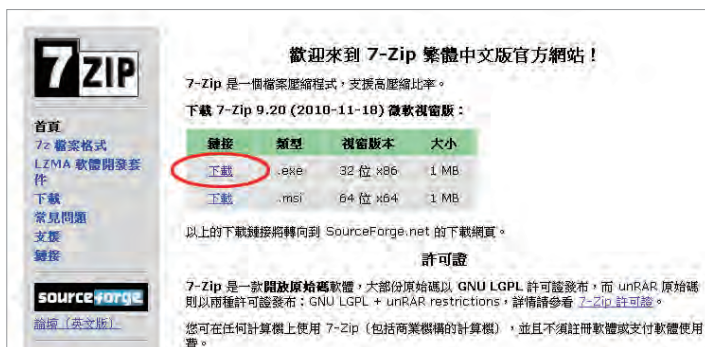 7 ZIP
首頁
7z 檔案格式
LZMA 軟體開發套
件
下載
常見問題
支援
鏈接
sourceforge
論壇（英文版）
歡迎來到 7-Zip 繁體中文版官方網站！
7-Zip 是一個檔案壓縮程式，支援高壓縮比率。
下載 7-Zip 9.20 (2010-11-18) 微軟視窗版：
鏈接 類型 視窗版本 大小
下載 .exe 32 位 x86 1 MB
下載 .msi 64 位 x64 1 MB
以上的下載鏈接將轉向到 SourceForge.net 的下載網頁。
許可證
7-Zip 是一款開放原始碼軟體，大部份原始碼以 GNU LGPL 許可證發布，而 unRAR 原始碼
則以兩種許可證發布：GNU LGPL + unRAR restrictions，詳情請參看 7-Zip 許可證。
您可在任何計算機上使用 7-Zip（包括商業機構的計算機），並且不須註冊軟體或支付軟體使用
費。